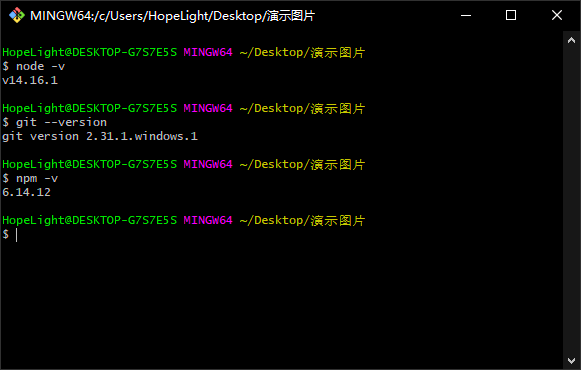 MINGW64:/c/Users/HopeLight/Desktop/演示图片
HopeLight@DESKTOP-G7S7E5S MINGW64 ~/Desktop/演示图片
$ node -v
v14.16.1
HopeLight@DESKTOP-G7S7E5S MINGW64 ~/Desktop/演示图片
$ git --version
git version 2.31.1.windows.1
HopeLight@DESKTOP-G7S7E5S MINGW64 ~/Desktop/演示图片
$ npm -v
6.14.12
HopeLight@DESKTOP-G7S7E5S MINGW64 ~/Desktop/演示图片
$